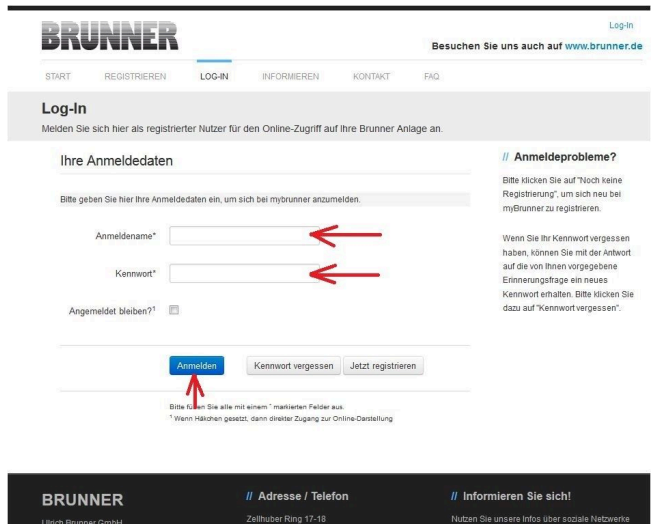 Log-In
BRUNNER
Besuchen Sie uns auch auf www.brunner.de
START REGISTRIEREN LOG-IN INFORMIEREN KONTAKT FAQ
Log-In
Melden Sie sich hier als registrierter Nutzer für den Online-Zugriff auf Ihre Brunner Anlage an.
Ihre Anmeldedaten
Bitte geben Sie hier Ihre Anmeldedaten ein, um sich bei mybrunner anzumelden.
Anmeldename*
Kennwort*
Angemeldet bleiben?¹
Anmelden Kennwort vergessen Jetzt registrieren
Bitte füllen Sie alle mit einem * markierten Felder aus.
¹ Wenn Häkchen gesetzt, dann direkter Zugang zur Online-Darstellung
// Anmeldeprobleme?
Bitte klicken Sie auf "Noch keine
Registrierung", um sich neu bei
myBrunner zu registrieren.
Wenn Sie Ihr Kennwort vergessen
haben, können Sie mit der Antwort
auf die von Ihnen vorgegebene
Erinnerungsfrage ein neues
Kennwort erhalten. Bitte klicken Sie
dazu auf "Kennwort vergessen".
BRUNNER
Ulrich Brunner GmbH
// Adresse / Telefon
Zellhuber Ring 17-18
// Informieren Sie sich!
Nutzen Sie unsere Infos über soziale Netzwerke